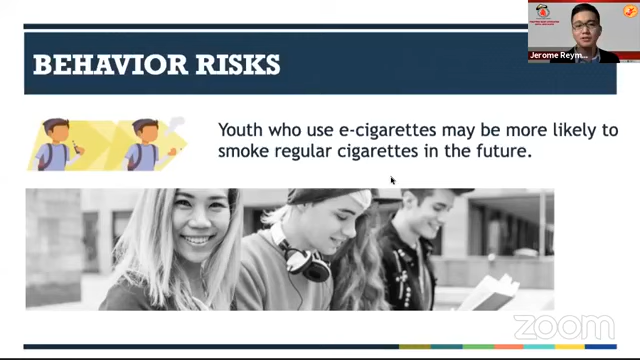 BEHAVIOR RISKS
Jerome Reym...
Youth who use e-cigarettes may be more likely to
smoke regular cigarettes in the future.
zoom